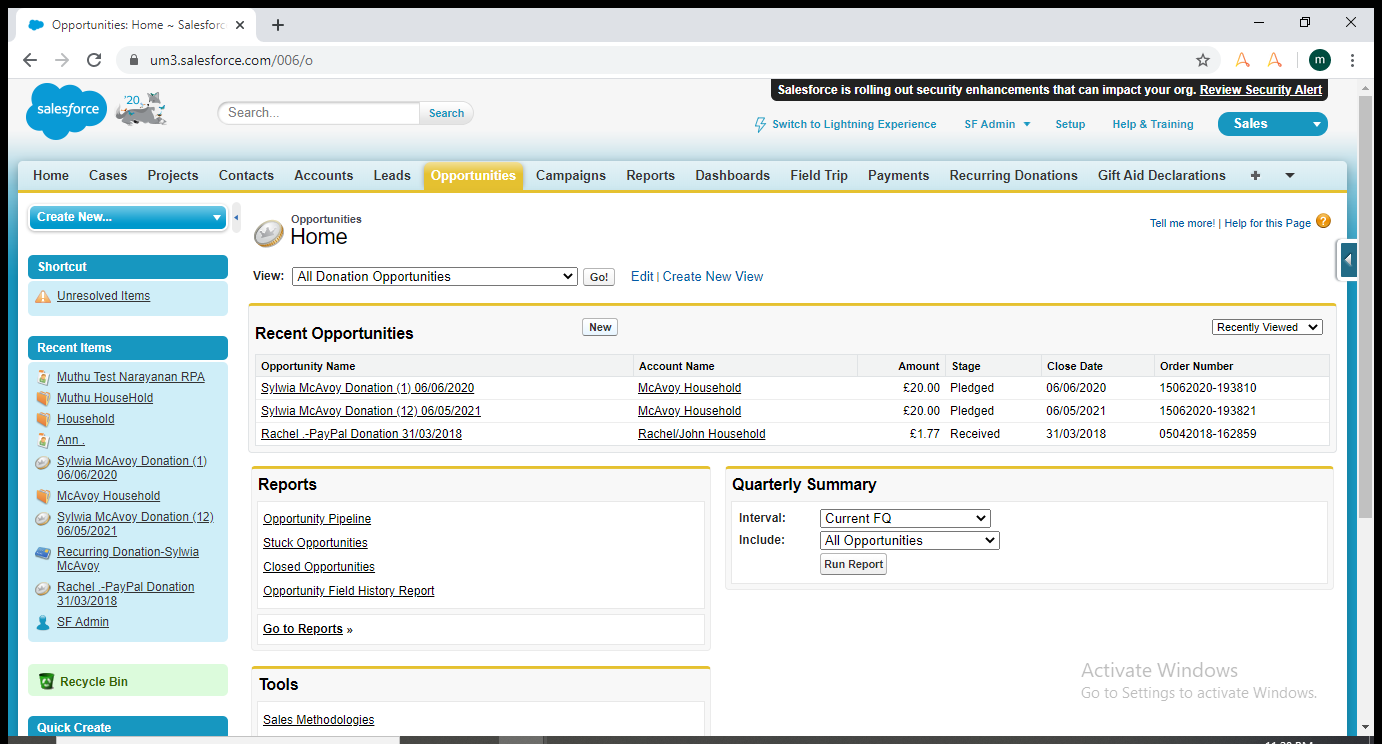 Opportunities: Home ~ Salesforc
um3.salesforce.com/006/o
m
salesforce
'20
Search...
Search
Salesforce is rolling out security enhancements that can impact your org. Review Security Alert
Switch to Lightning Experience
SF Admin
Setup
Help & Training
Sales
Home Cases Projects Contacts Accounts Leads Opportunities Campaigns Reports Dashboards Field Trip Payments Recurring Donations Gift Aid Declarations
Create New...
Shortcut
Unresolved Items
Recent Items
Muthu Test Narayanan RPA
Muthu HouseHold
Household
Ann .
Sylwia McAvoy Donation (1)
06/06/2020
McAvoy Household
Sylwia McAvoy Donation (12)
06/05/2021
Recurring Donation-Sylwia
McAvoy
Rachel .-PayPal Donation
31/03/2018
SF Admin
Recycle Bin
Quick Create
Opportunities
Home
Tell me more! | Help for this Page
View: All Donation Opportunities Go! Edit | Create New View
Recent Opportunities New Recently Viewed
Opportunity Name Account Name Amount Stage Close Date Order Number
Sylwia McAvoy Donation (1) 06/06/2020 McAvoy Household £20.00 Pledged 06/06/2020 15062020-193810
Sylwia McAvoy Donation (12) 06/05/2021 McAvoy Household £20.00 Pledged 06/05/2021 15062020-193821
Rachel .-PayPal Donation 31/03/2018 Rachel/John Household £1.77 Received 31/03/2018 05042018-162859
Reports
Opportunity Pipeline
Stuck Opportunities
Closed Opportunities
Opportunity Field History Report
Go to Reports »
Quarterly Summary
Interval: Current FQ
Include: All Opportunities
Run Report
Tools
Sales Methodologies
Activate Windows
Go to Settings to activate Windows.